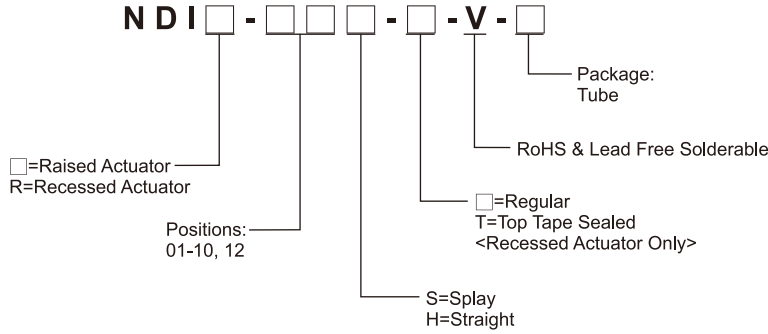 NDI□-□□□-□-V-□
Package:
Tube
RoHS & Lead Free Solderable
□=Raised Actuator
R=Recessed Actuator
□=Regular
T=Top Tape Sealed
<Recessed Actuator Only>
Positions:
01-10, 12
S=Splay
H=Straight